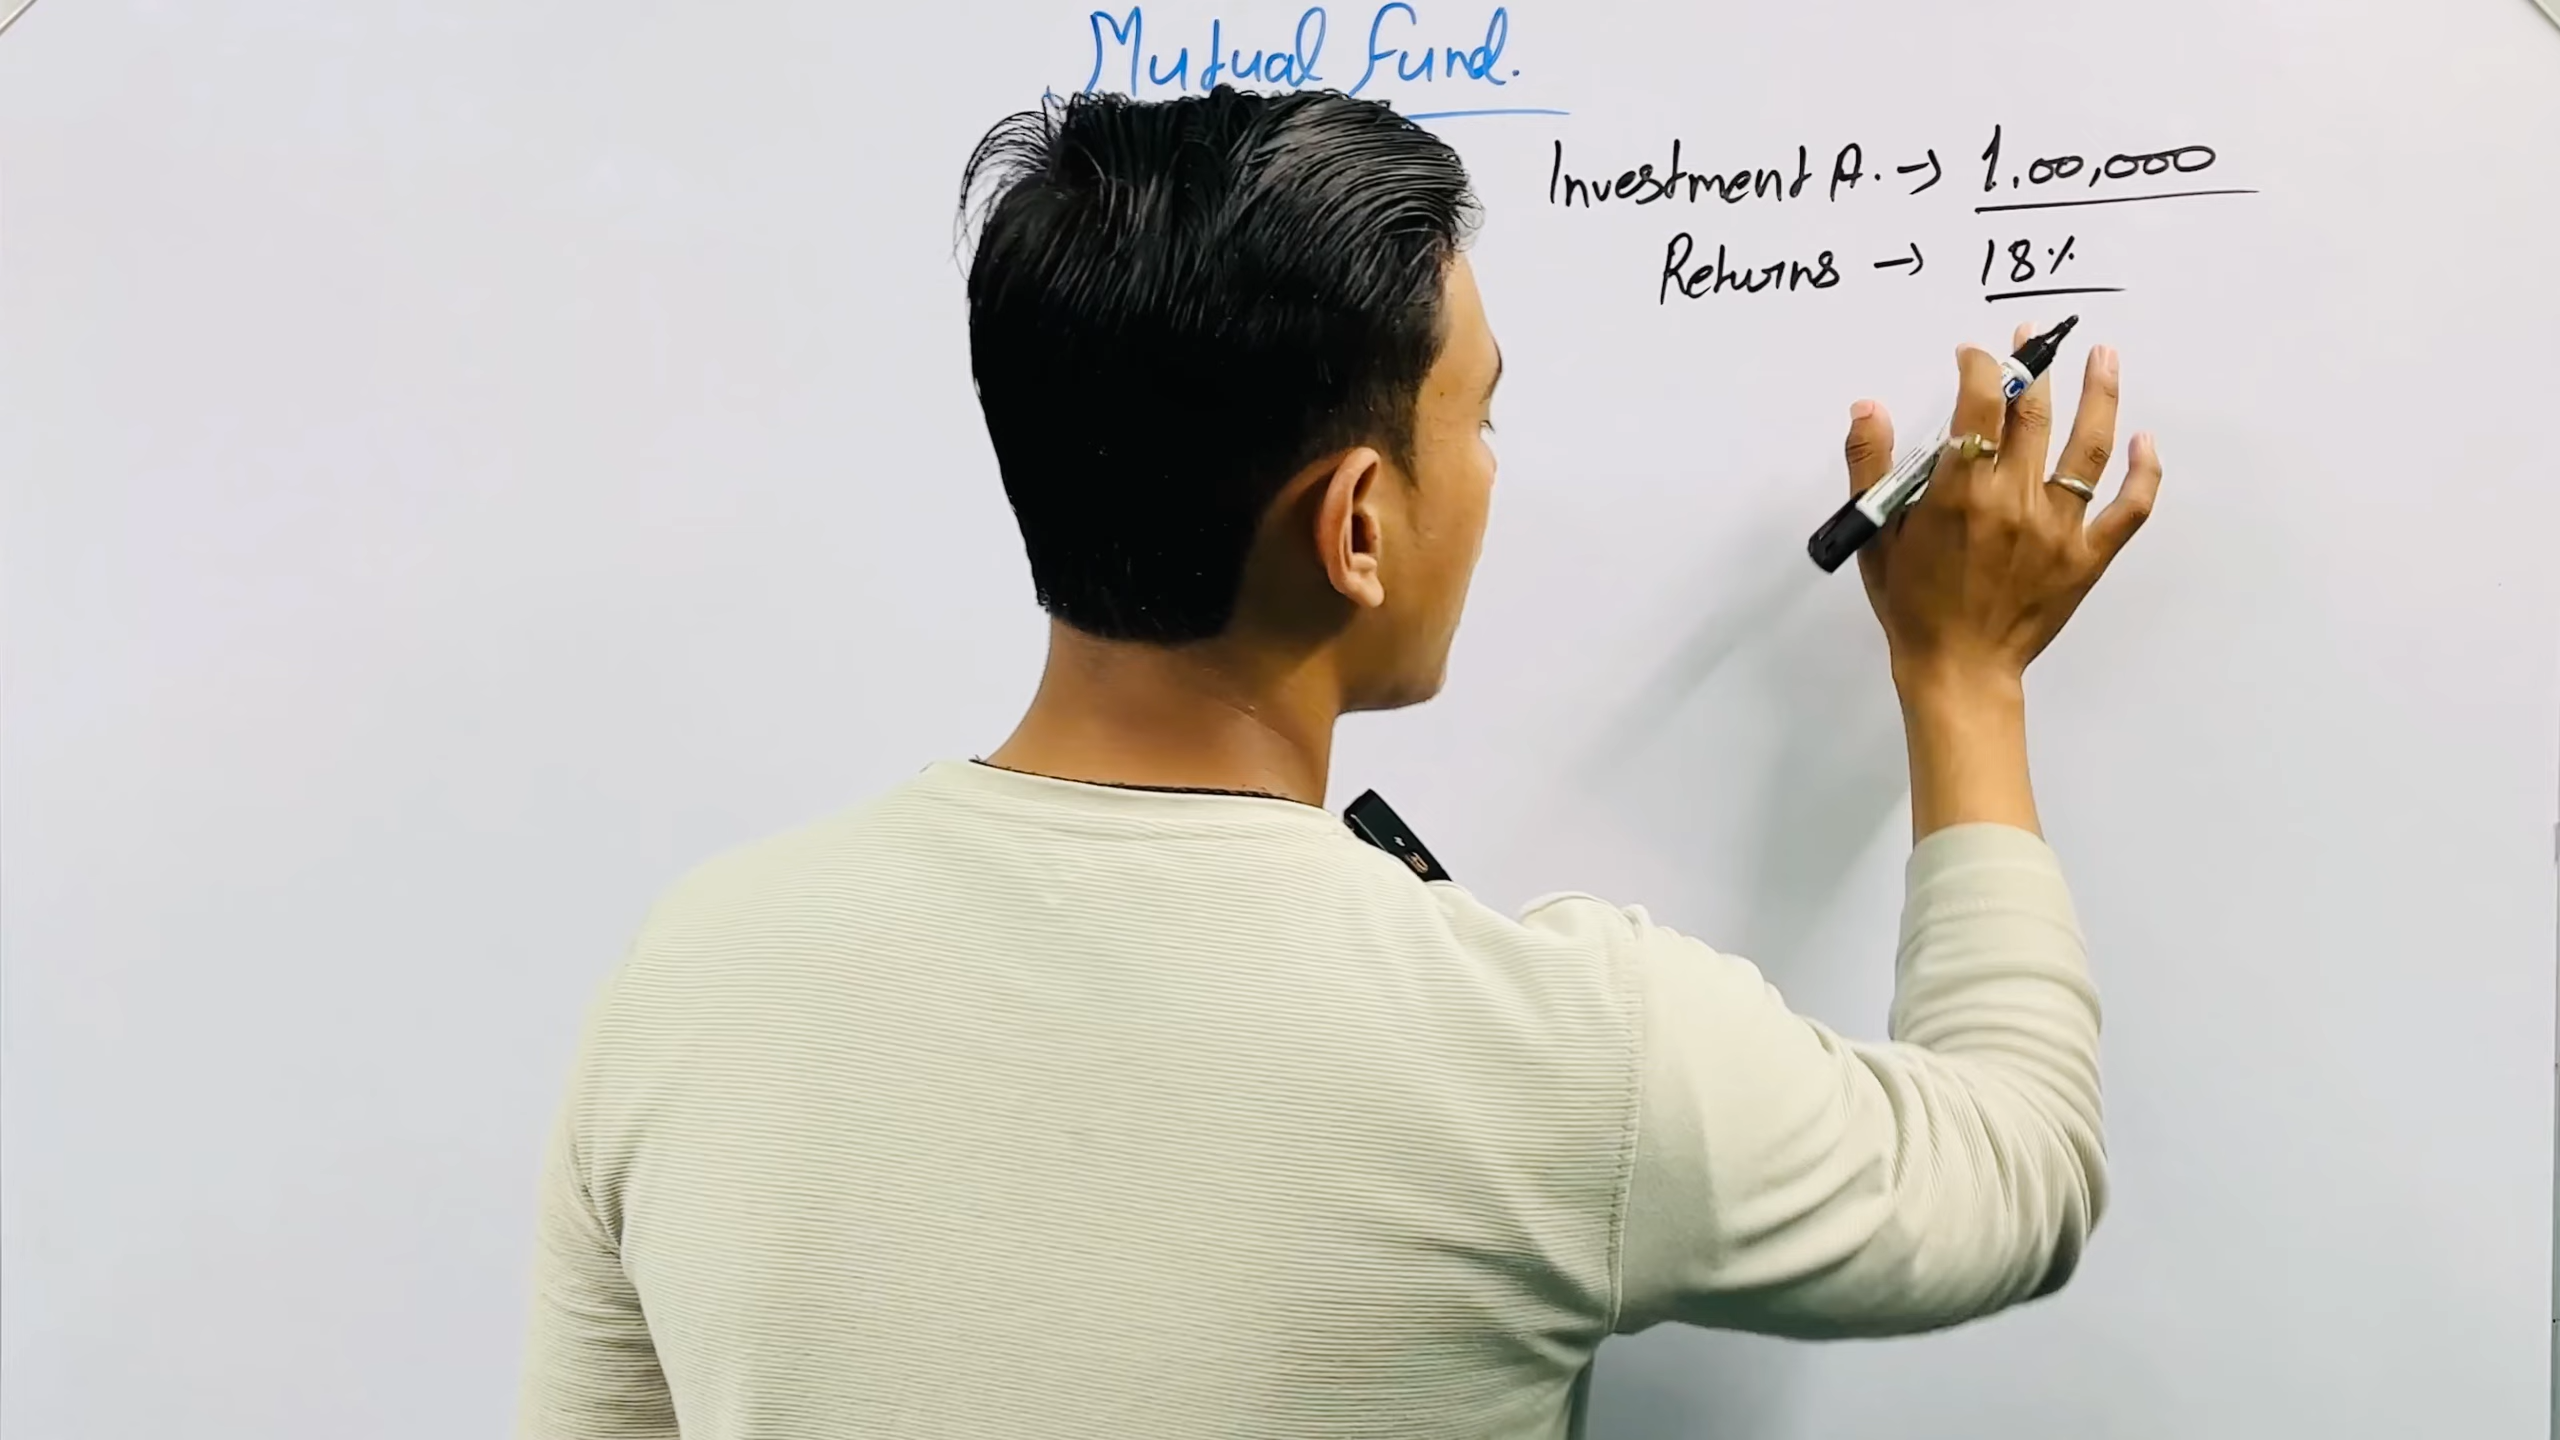 Mutual Fund.
Investment A. → 1,00,000
Returns → 18%